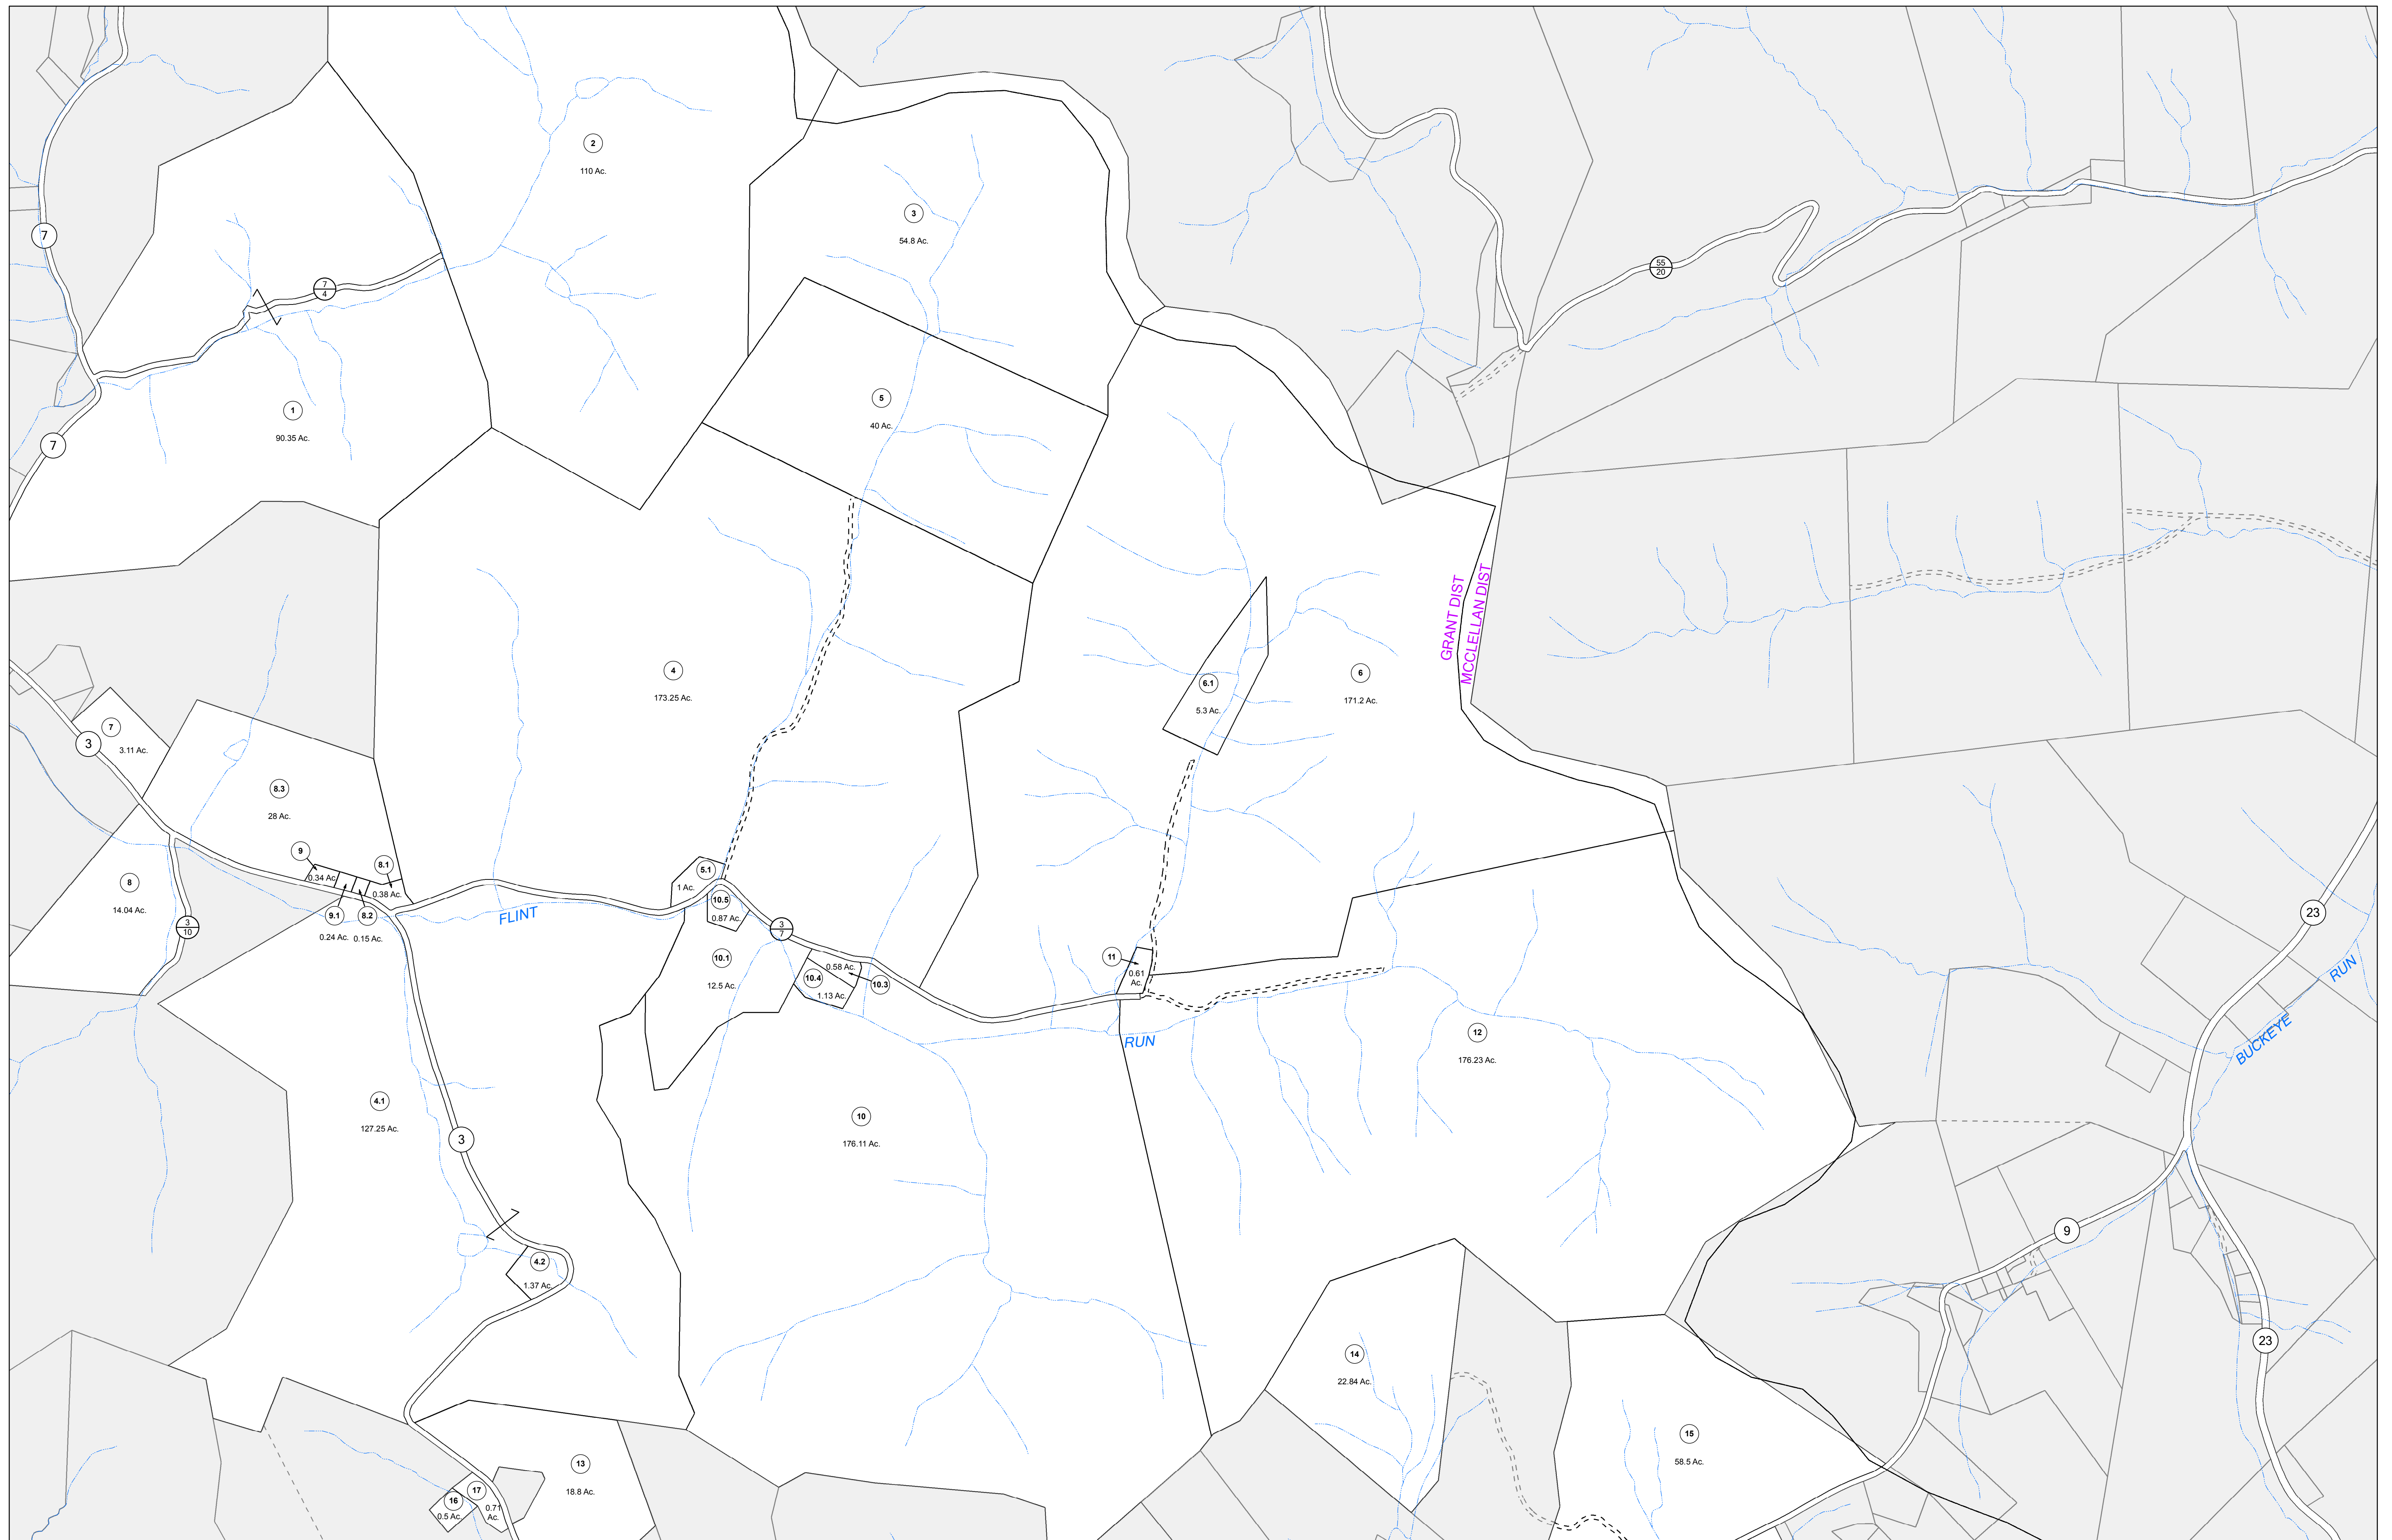 2
110 Ac.
3
54.8 Ac.
7
7
4
55
20
5
40 Ac.
1
90.35 Ac.
7
GRANT DIST
MCCLELLAN DIST
4
173.25 Ac.
6.1
5.3 Ac.
6
171.2 Ac.
7
3.11 Ac.
3
8.3
28 Ac.
9
0.34 Ac.
8.1
0.38 Ac.
5.1
1 Ac.
8
14.04 Ac.
9.1
0.24 Ac.
8.2
0.15 Ac.
3
10
FLINT
10.5
0.87 Ac.
3
7
23
10.1
12.5 Ac.
10.4
1.13 Ac.
0.58 Ac.
10.3
11
0.61
Ac.
RUN
BUCKEYE
RUN
12
176.23 Ac.
4.1
127.25 Ac.
10
176.11 Ac.
3
9
4.2
1.37 Ac.
23
14
22.84 Ac.
15
58.5 Ac.
13
18.8 Ac.
16
0.5 Ac.
17
0.71
Ac.